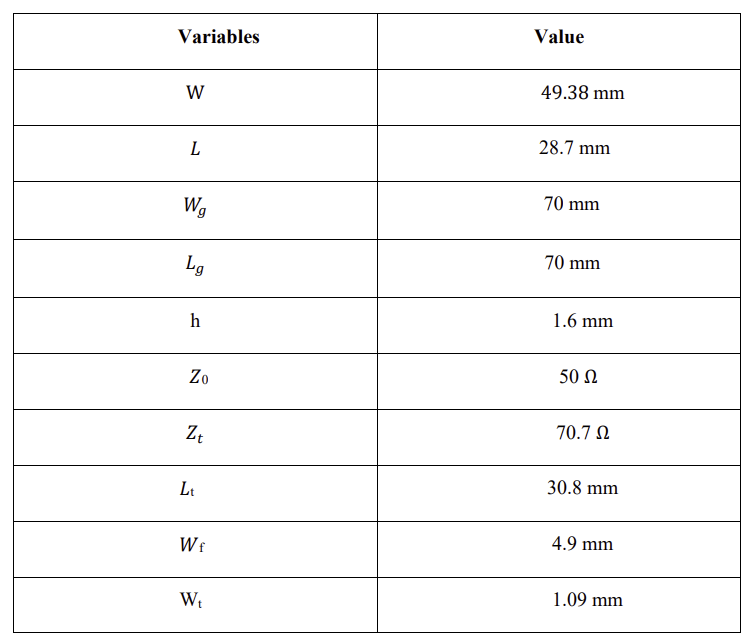 Variables Value
W 49.38 mm
L 28.7 mm
W_g 70 mm
L_g 70 mm
h 1.6 mm
Z_0 50 Ω
Z_t 70.7 Ω
L_t 30.8 mm
W_f 4.9 mm
W_t 1.09 mm